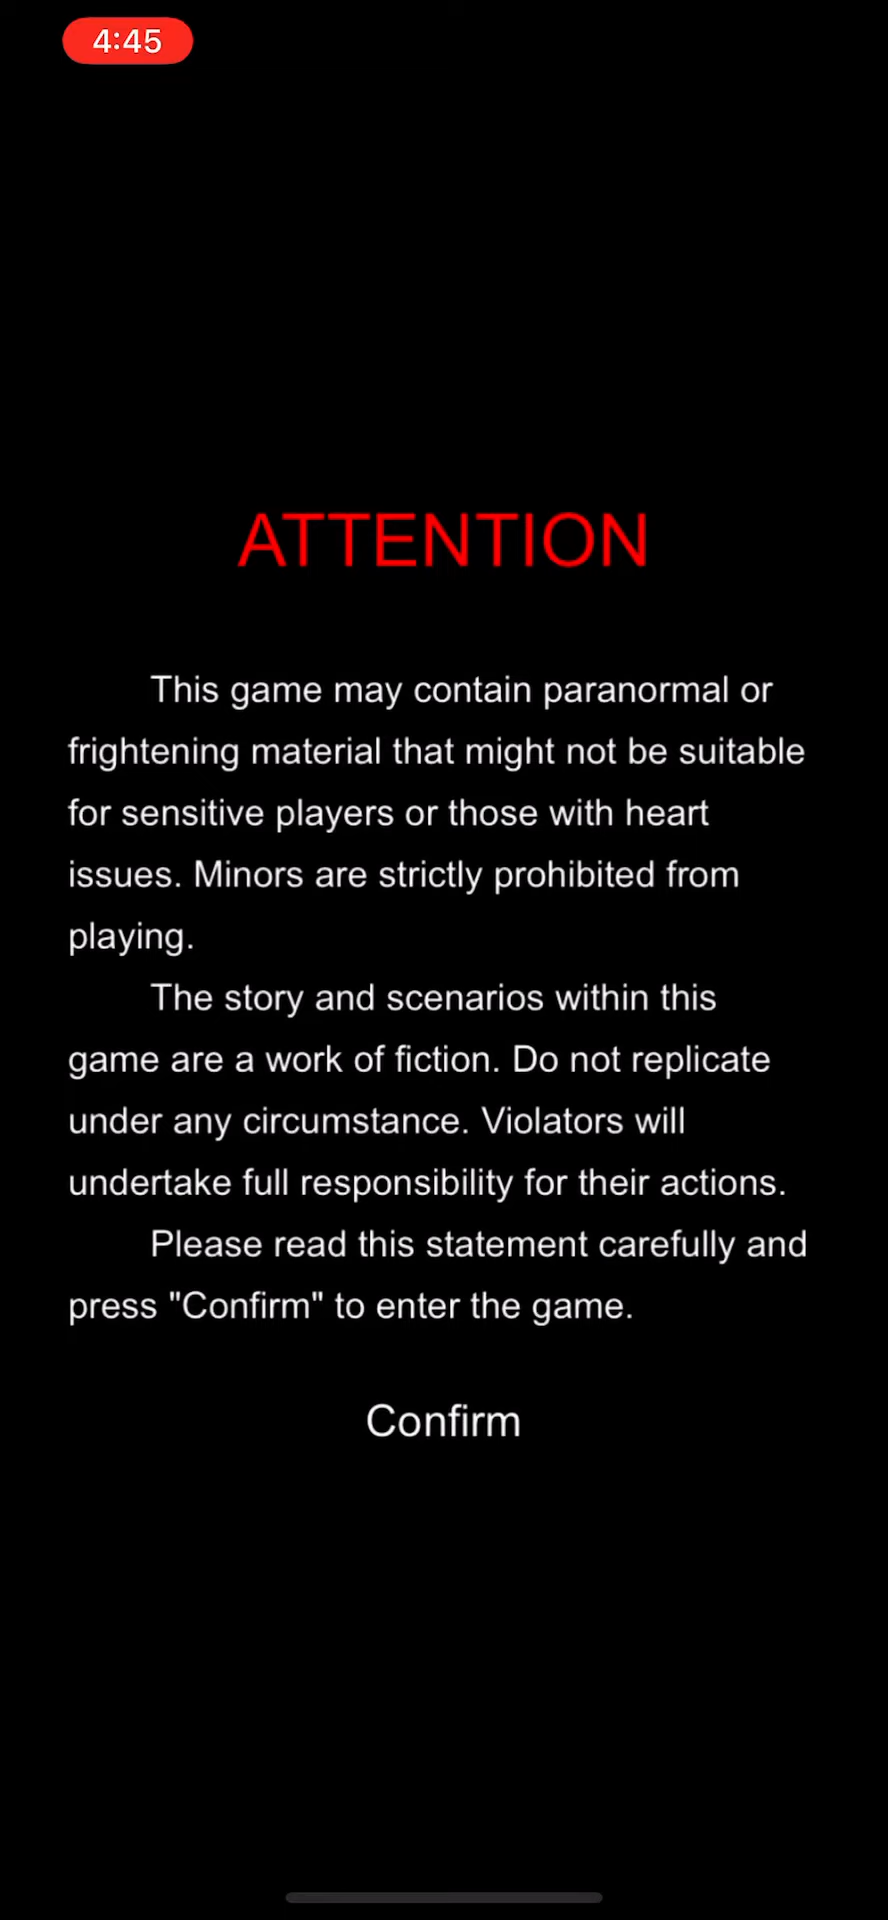 4:45
ATTENTION
This game may contain paranormal or
frightening material that might not be suitable
for sensitive players or those with heart
issues. Minors are strictly prohibited from
playing.
The story and scenarios within this
game are a work of fiction. Do not replicate
under any circumstance. Violators will
undertake full responsibility for their actions.
Please read this statement carefully and
press "Confirm" to enter the game.
Confirm